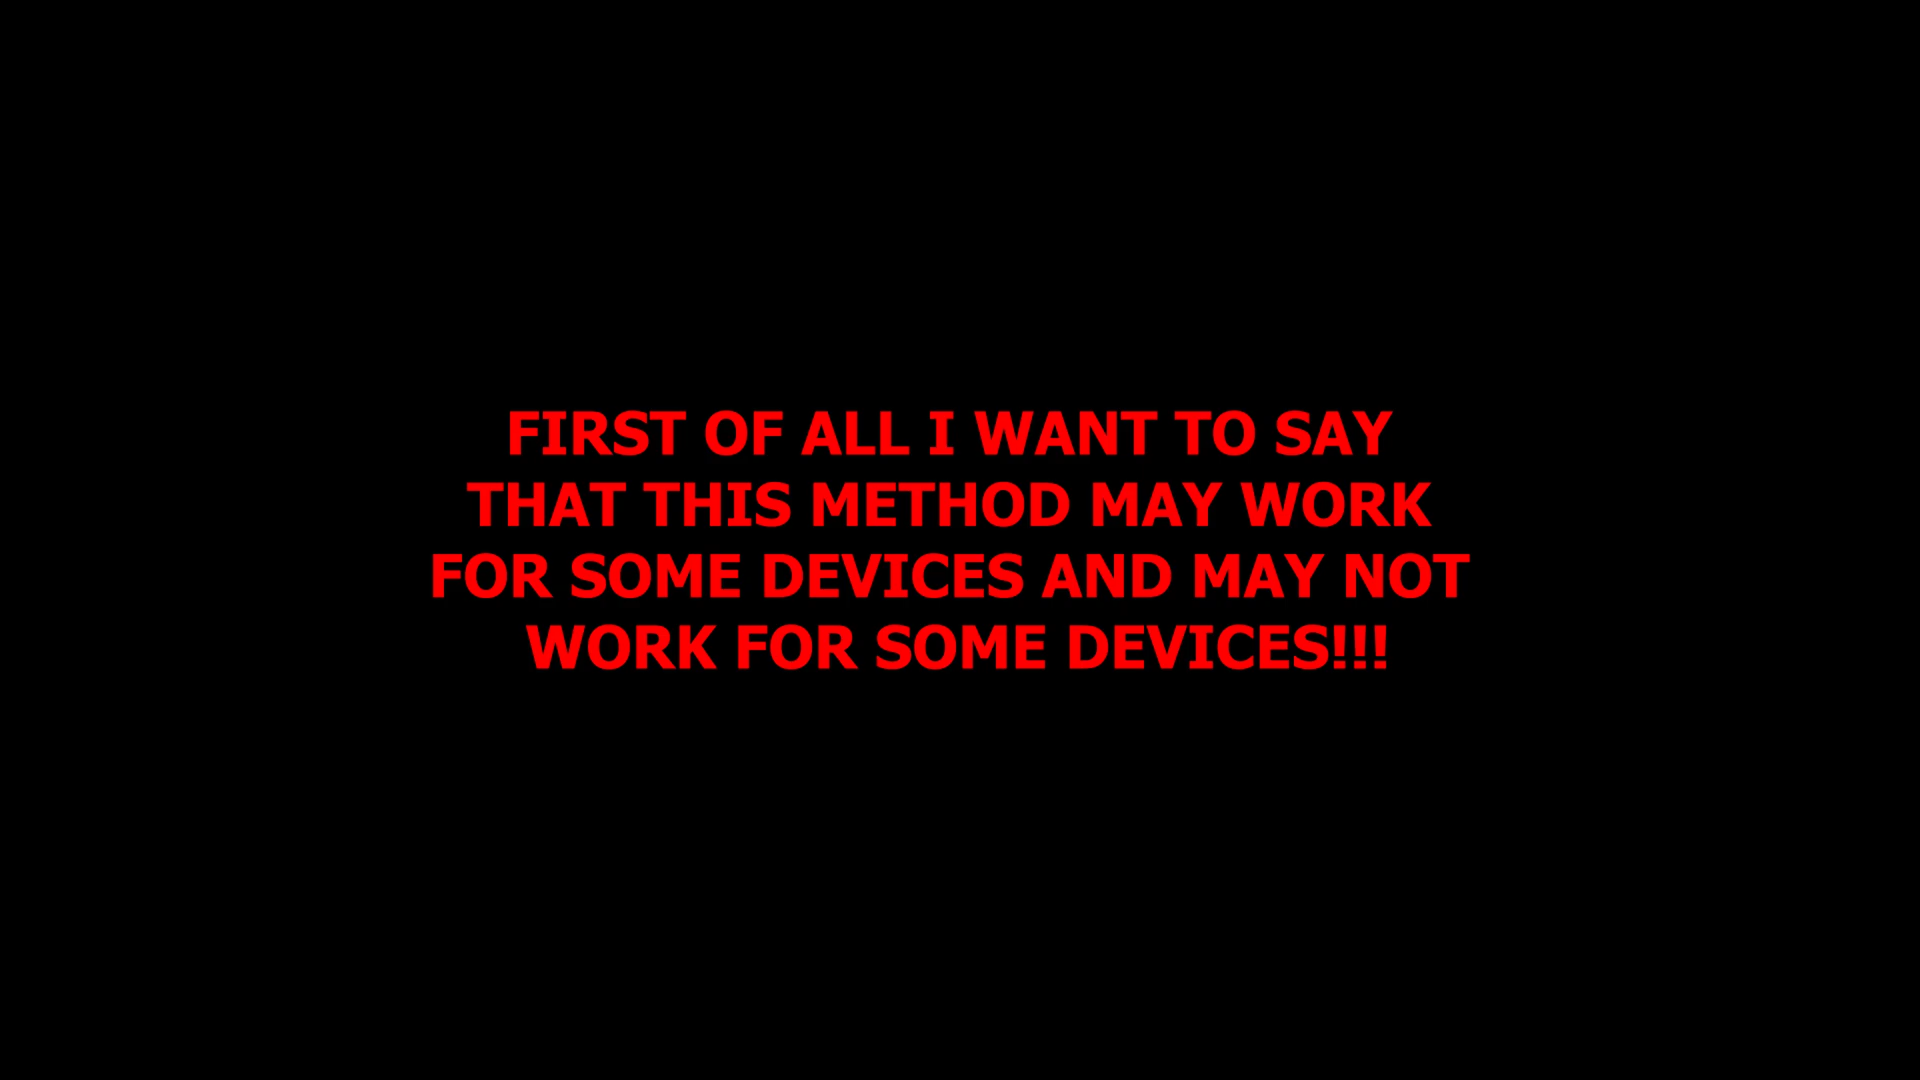 FIRST OF ALL I WANT TO SAY
THAT THIS METHOD MAY WORK
FOR SOME DEVICES AND MAY NOT
WORK FOR SOME DEVICES!!!